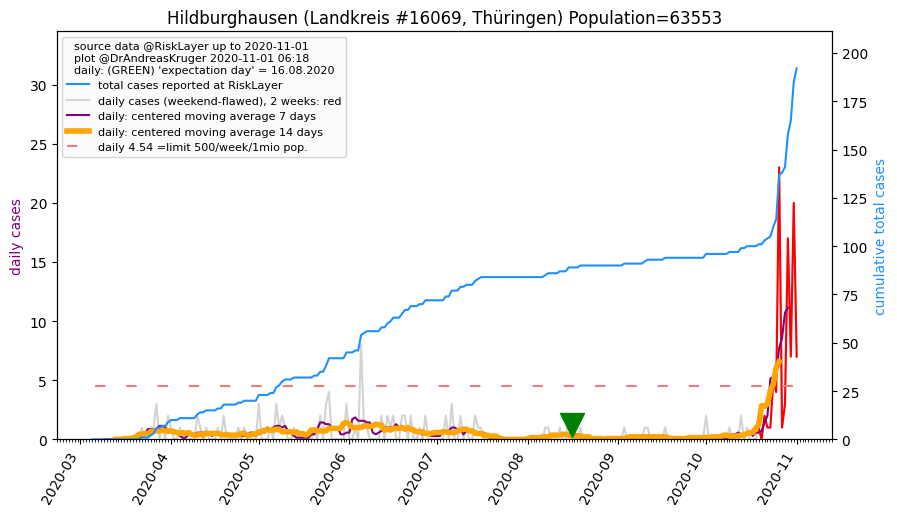 Hildburghausen (Landkreis #16069, Thüringen) Population=63553
source data @RiskLayer up to 2020-11-01
plot @DrAndreasKruger 2020-11-01 06:18
daily: (GREEN) 'expectation day' = 16.08.2020
total cases reported at RiskLayer
daily cases (weekend-flawed), 2 weeks: red
daily: centered moving average 7 days
daily: centered moving average 14 days
daily 4.54 =limit 500/week/1mio pop.
daily cases
30
25
20
15
10
5
0
cumulative total cases
200
175
150
125
100
75
50
25
0
2020-03
2020-04
2020-05
2020-06
2020-07
2020-08
2020-09
2020-10
2020-11